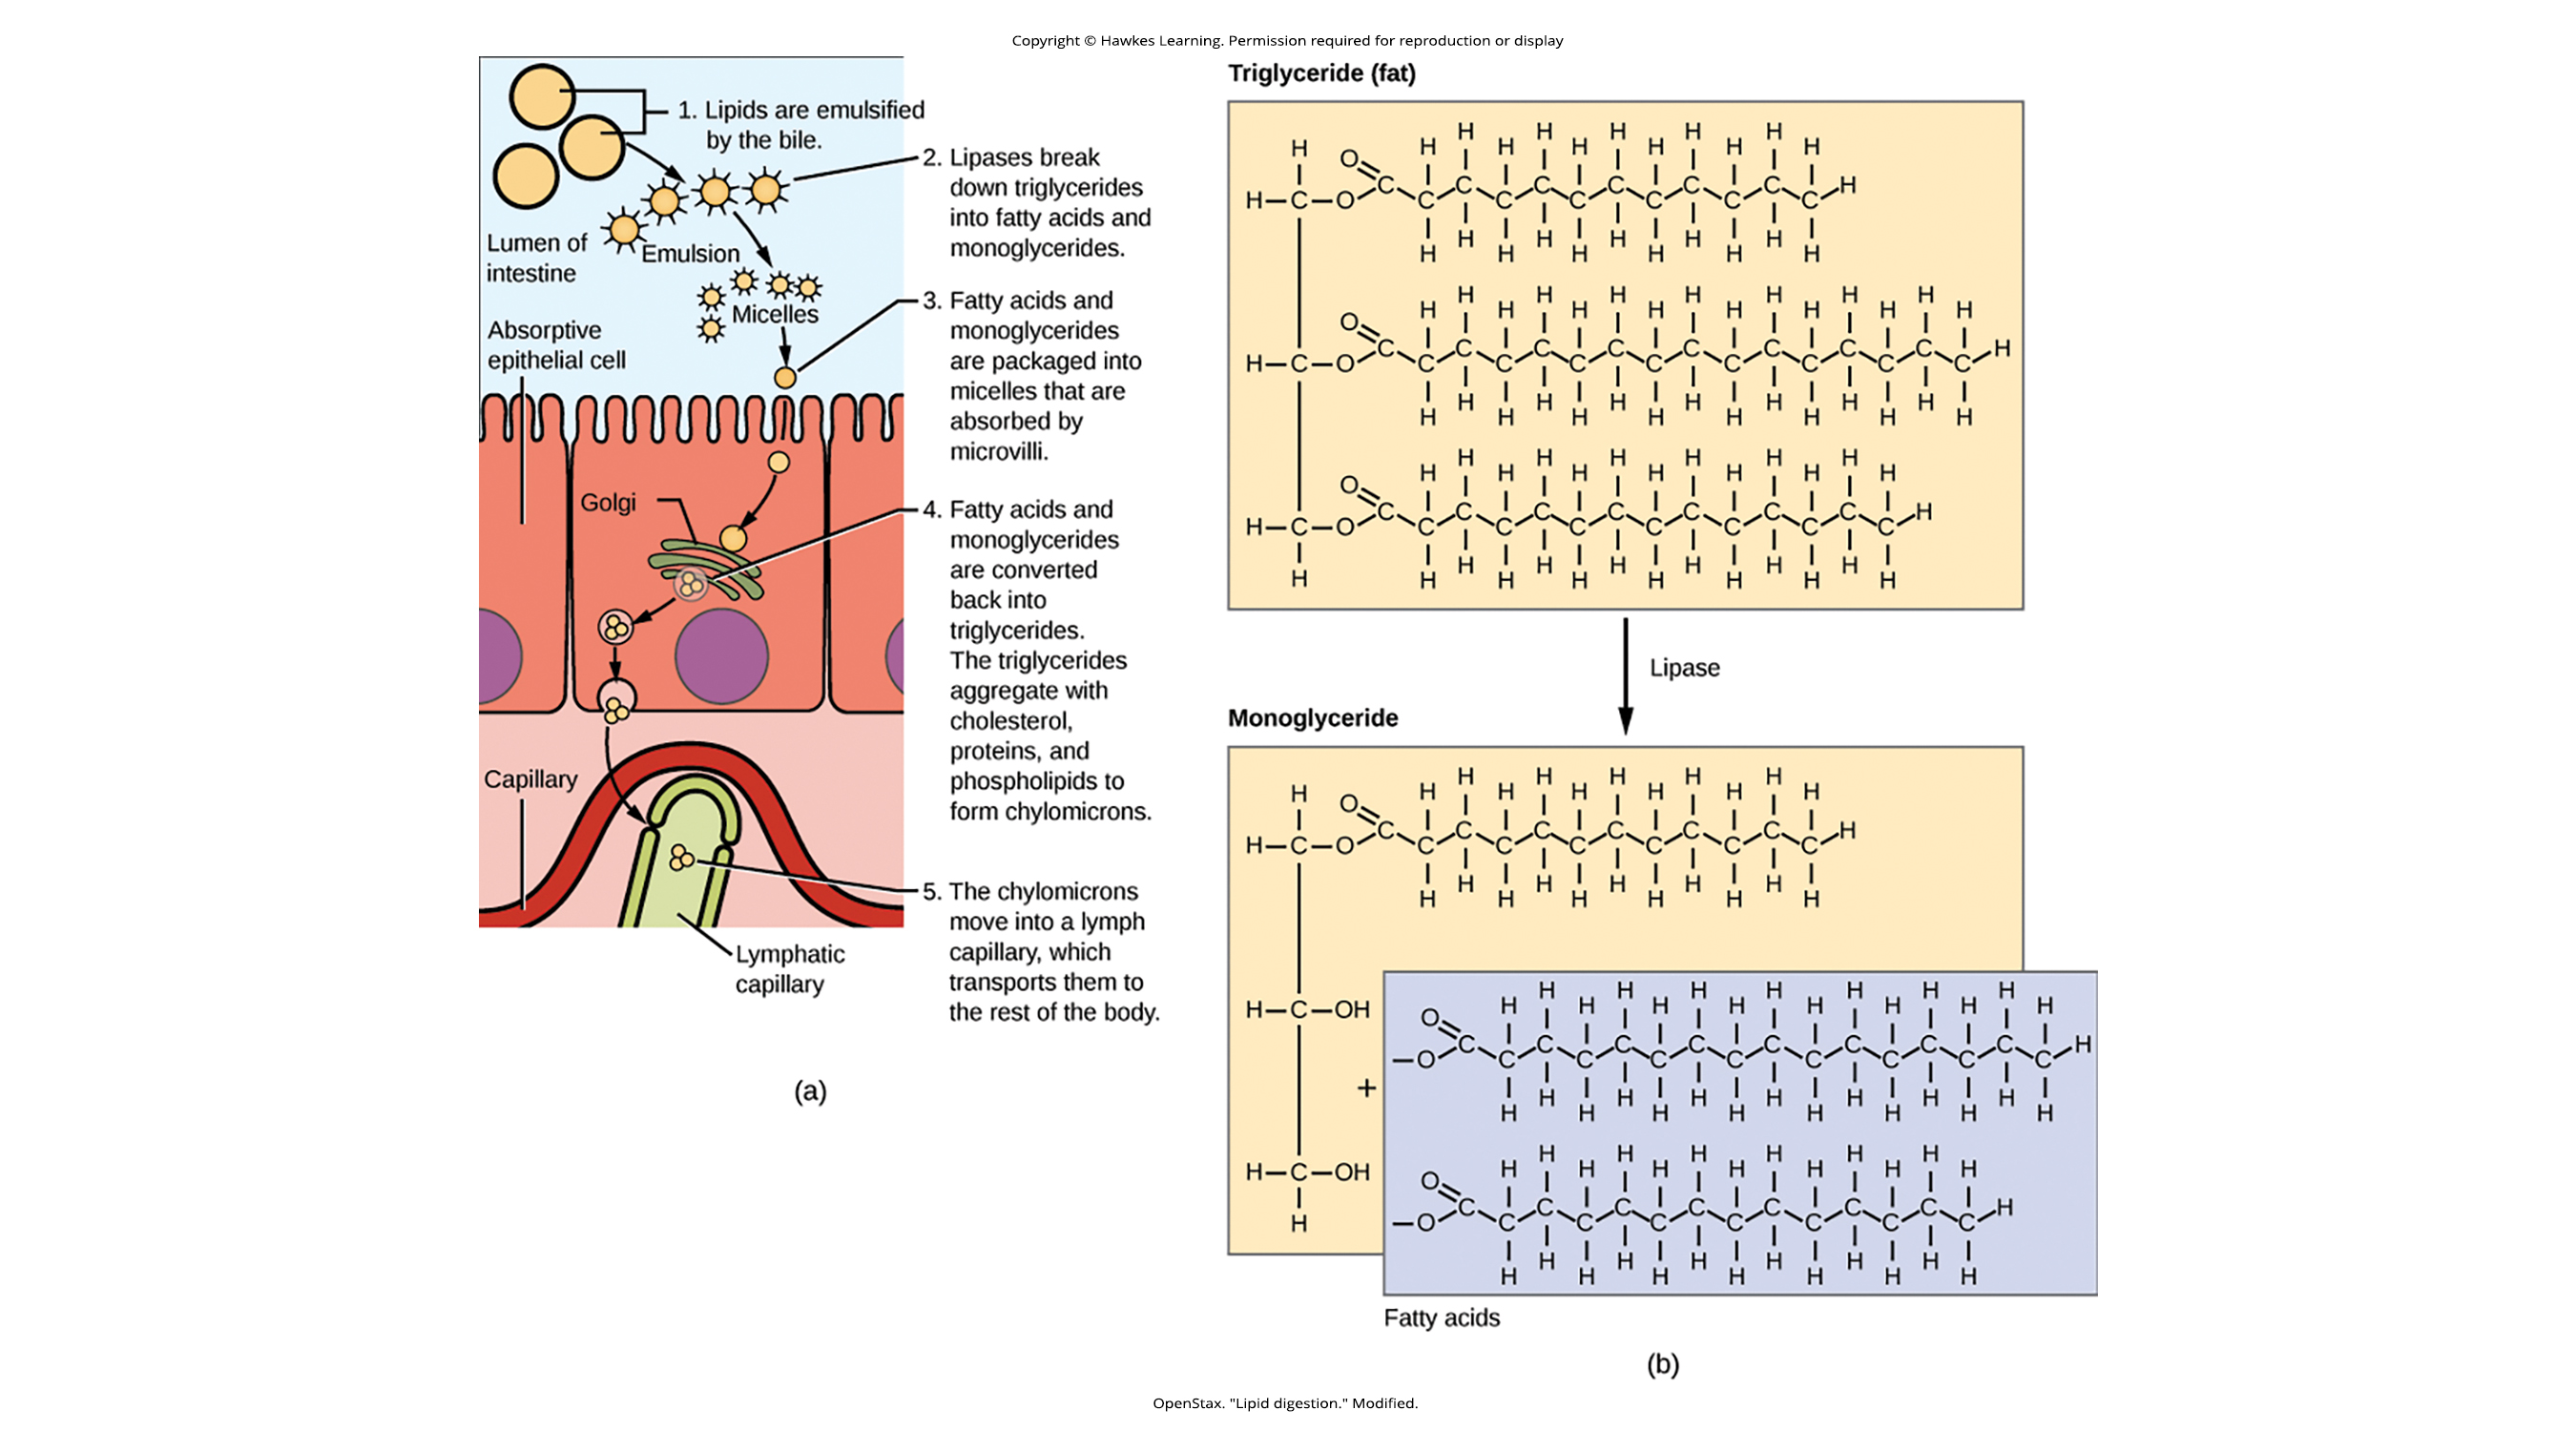 Copyright © Hawkes Learning. Permission required for reproduction or display
1. Lipids are emulsified
by the bile.
2. Lipases break
down triglycerides
into fatty acids and
monoglycerides.
Lumen of
intestine
Emulsion
Micelles
3. Fatty acids and
monoglycerides
are packaged into
micelles that are
absorbed by
microvilli.
Absorptive
epithelial cell
Golgi
4. Fatty acids and
monoglycerides
are converted
back into
triglycerides.
The triglycerides
aggregate with
cholesterol,
proteins, and
phospholipids to
form chylomicrons.
Capillary
5. The chylomicrons
move into a lymph
capillary, which
transports them to
the rest of the body.
Lymphatic
capillary
(a)
Triglyceride (fat)
H H H H H
H O H H H H H H
H C O C C C C C C C C C C C C H
H H H H H
H H H H H H
H H H H H H H
O H H H H H H H H
H C O C C C C C C C C C C C C C C C C H
H H H H H H H
H H H H H H H H
H H H H H H
O H H H H H H H
H C O C C C C C C C C C C C C C C H
H H H H H H
H H H H H H H H
Lipase
Monoglyceride
H H H H H
H O H H H H H H
H C O C C C C C C C C C C C C H
H H H H H
H H H H H H
H C OH
+
H C OH
H
H H H H H H H
O H H H H H H H H
O C C C C C C C C C C C C C C C C H
H H H H H H H
H H H H H H H H
H H H H H H
O H H H H H H H
O C C C C C C C C C C C C C C H
H H H H H H
H H H H H H H
Fatty acids
(b)
OpenStax. "Lipid digestion." Modified.